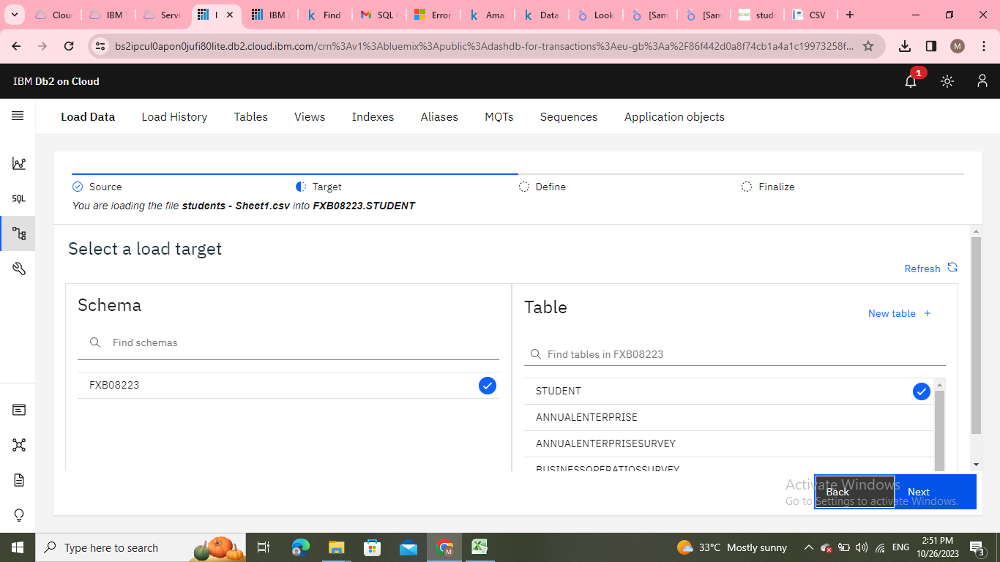 Clou
IBM
Servi
I
IBM
Find
SQL
Error
Ama
Data
Look
[Sam
[Sam
stud
CSV
bs2ipcul0apon0jufi80lite.db2.cloud.ibm.com/crn%3Av1%3Abluemix%3Apublic%3Adashdb-for-transactions%3Aeu-gb%3Aa%2F86f442d0a8f74cb1a4a1c19973258f...
M
IBM Db2 on Cloud
1
Load Data Load History Tables Views Indexes Aliases MQTs Sequences Application objects
SQL
Source Target Define Finalize
You are loading the file students - Sheet1.csv into FXB08223.STUDENT
Select a load target
Refresh
Schema
Find schemas
FXB08223
Table
New table +
Find tables in FXB08223
STUDENT
ANNUALENTERPRISE
ANNUALENTERPRISESURVEY
BUSINESSOPERATIOSSURVEY
Back Next
Activate Windows
Go to Settings to activate Windows.
Type here to search
33°C Mostly sunny
ENG
2:51 PM
10/26/2023
3